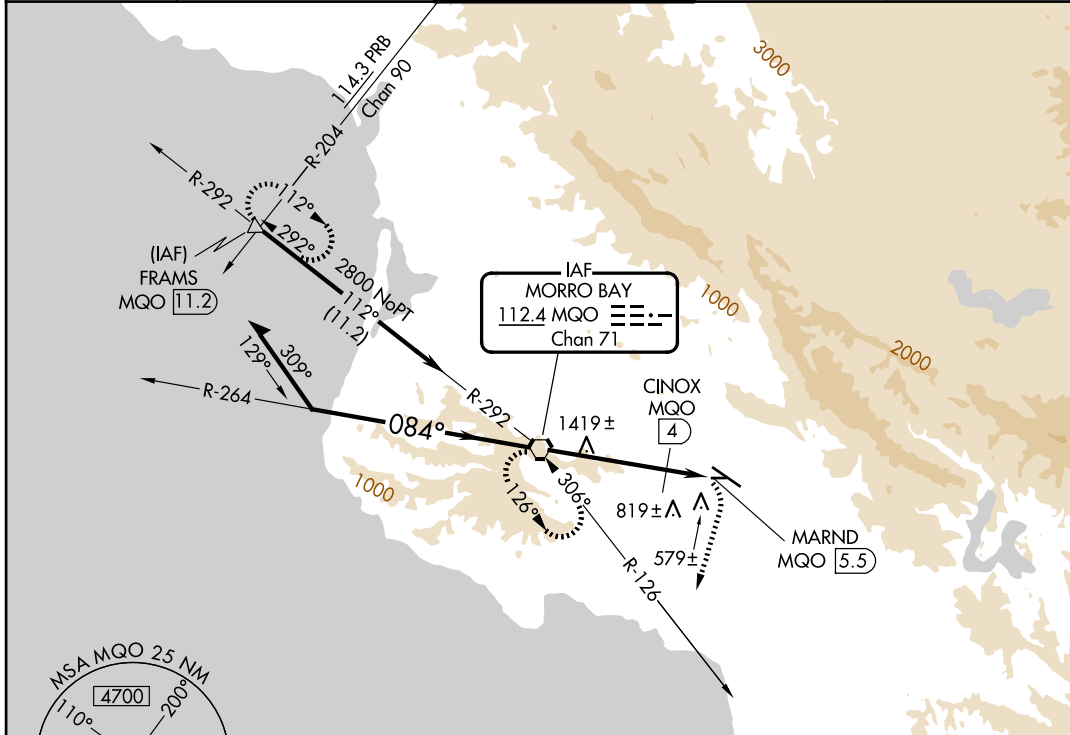 114.3 PRB
Chan 90
R-204
3000
R-292
112°
292°
(IAF)
FRAMS
MQO 11.2
2800 NoPT
112°
(11.2)
IAF
MORRO BAY
112.4 MQO
Chan 71
1000
2000
309°
129°
R-264
084°
R-292
1419±
CINOX
MQO
4
1000
126°
306°
819±
579±
MARND
MQO 5.5
R-126
MSA MQO 25 NM
4700
110°
200°